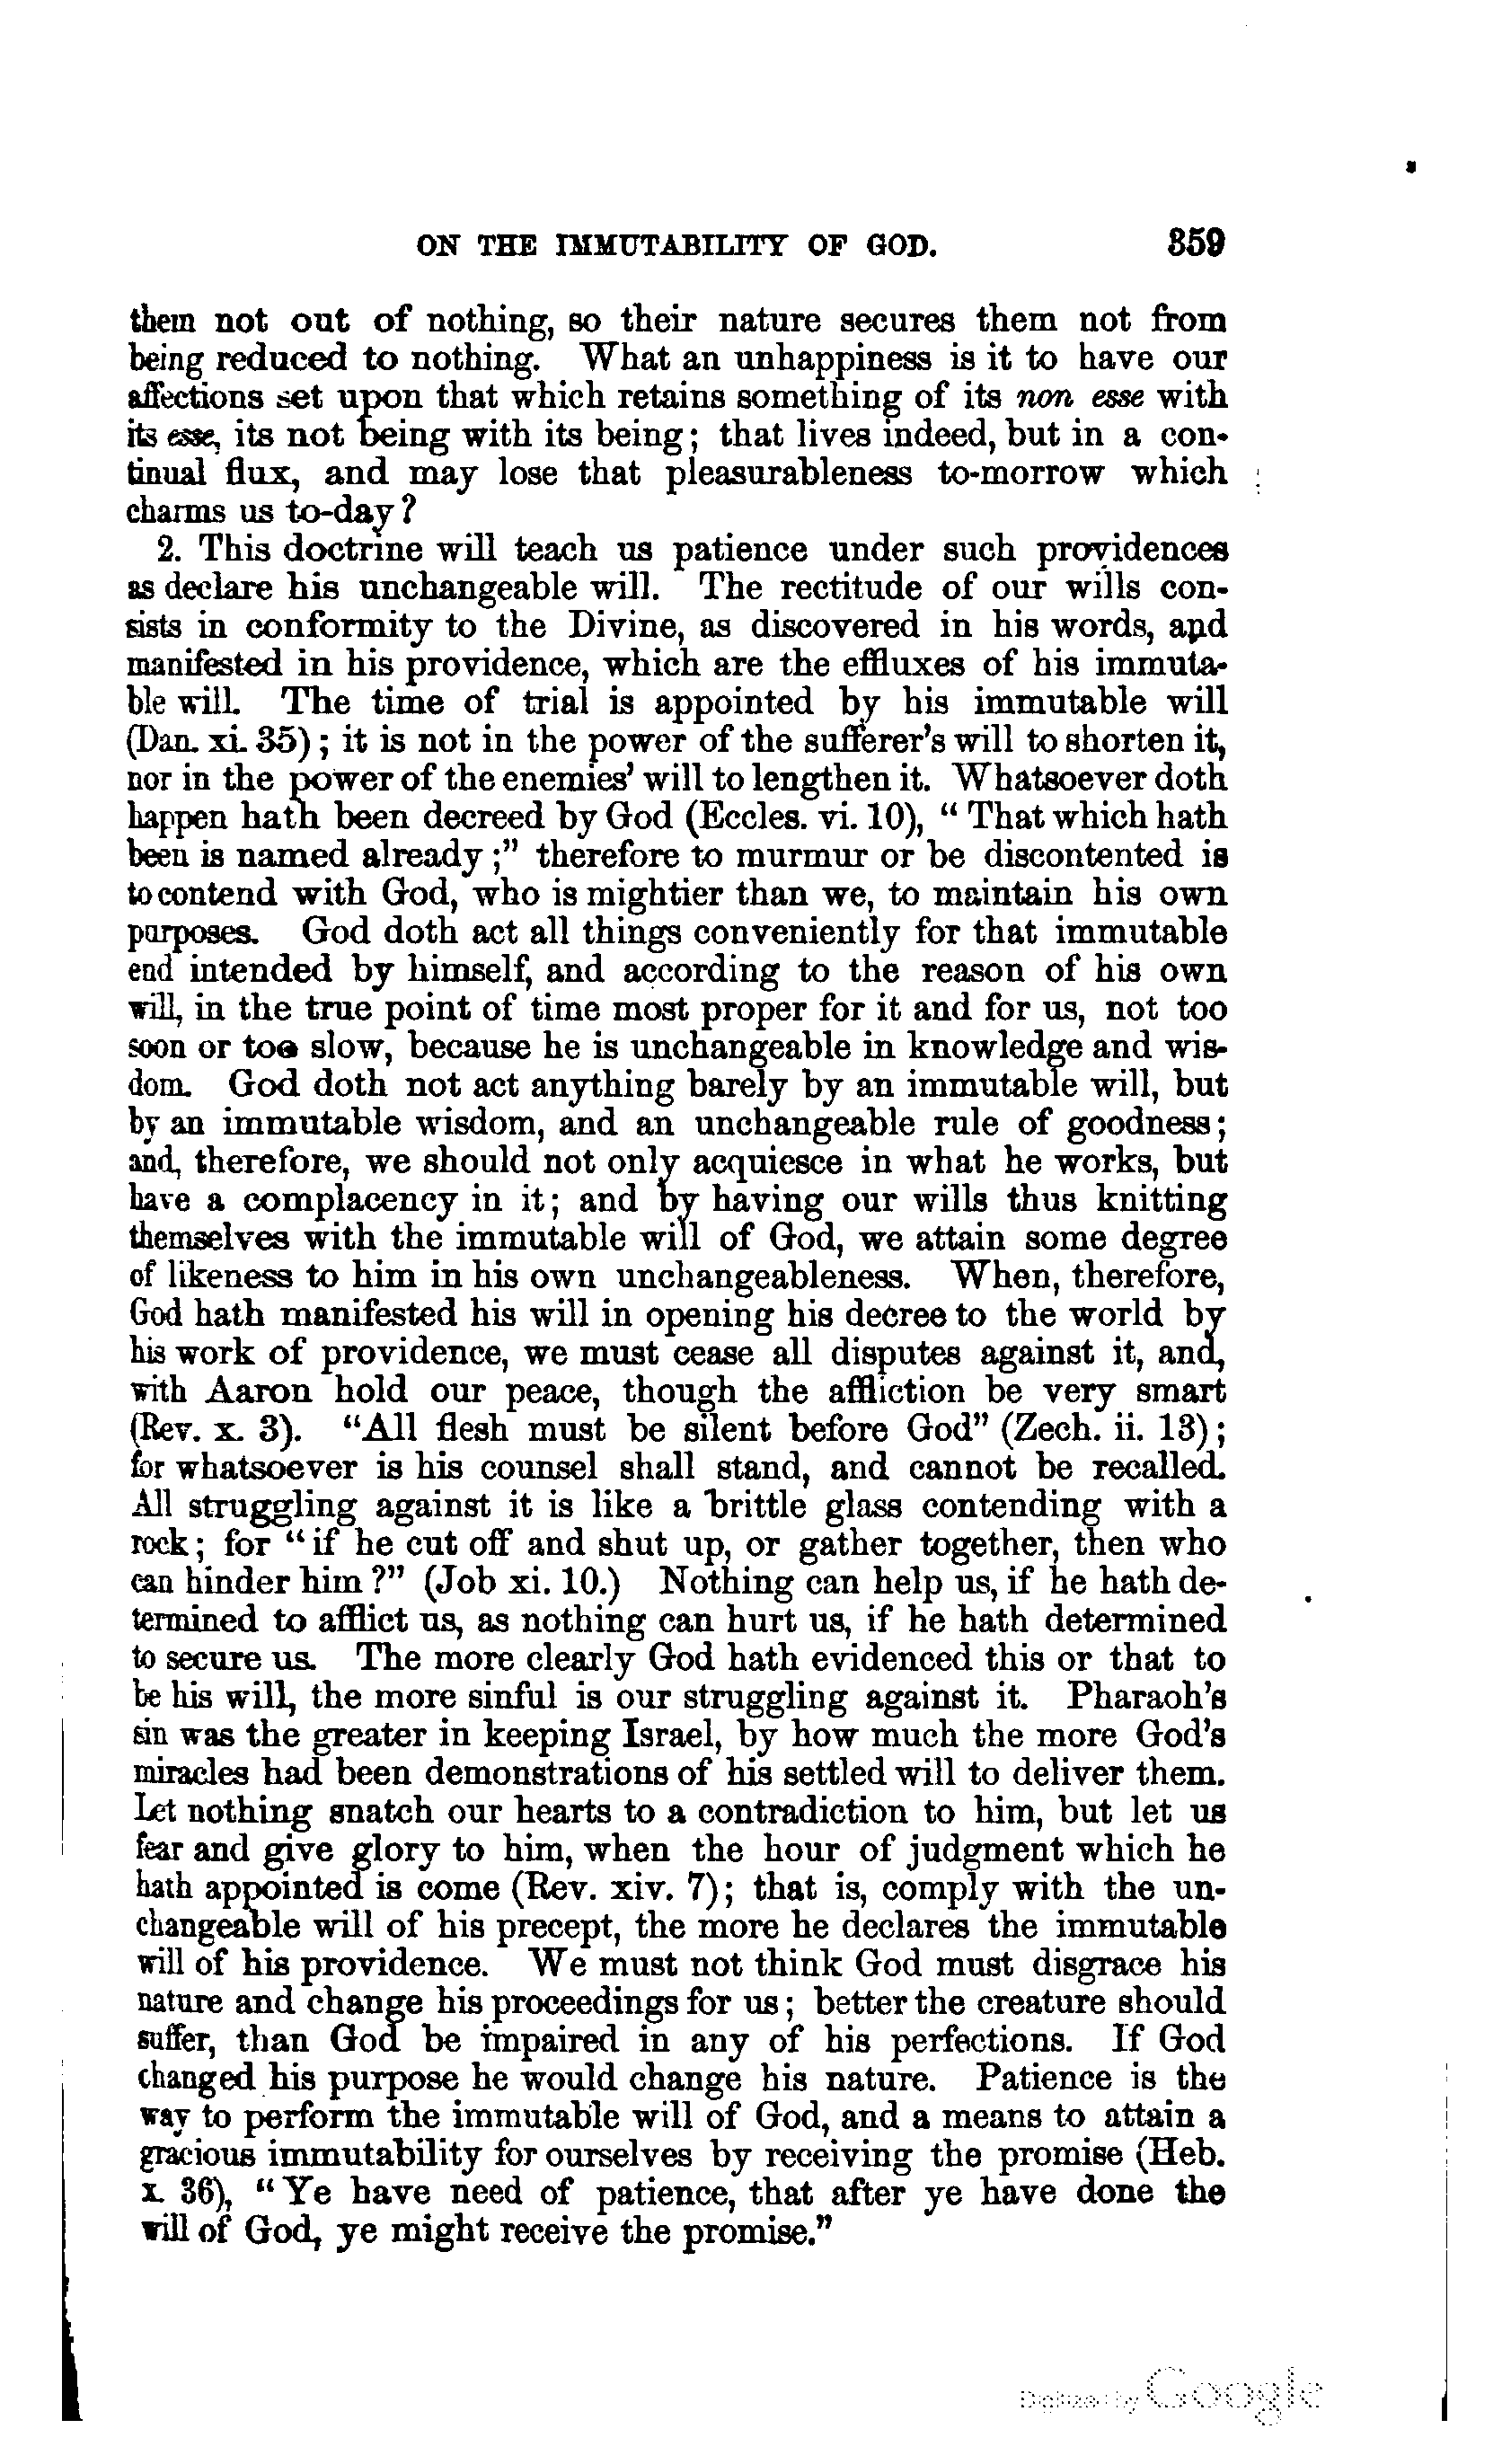 ON THE IMMUTABILITY OF GOD. 359
them not out of nothing, so their nature secures them not from
being reduced to nothing. What an unhappiness is it to have our
affections set upon that which retains something of its non esse with
its esse, its not being with its being; that lives indeed, but in a con-
tinual flux, and may lose that pleasurableness to-morrow which
charms us to-day?
2. This doctrine will teach us patience under such providences
as declare his unchangeable will. The rectitude of our wills con-
sists in conformity to the Divine, as discovered in his words, and
manifested in his providence, which are the effluxes of his immuta-
ble will. The time of trial is appointed by his immutable will
(Dan. xi. 35); it is not in the power of the sufferer's will to shorten it,
nor in the power of the enemies' will to lengthen it. Whatsoever doth
happen hath been decreed by God (Eccles. vi. 10), "That which hath
been is named already;" therefore to murmur or be discontented is
to contend with God, who is mightier than we, to maintain his own
purposes. God doth act all things conveniently for that immutable
end intended by himself, and according to the reason of his own
will, in the true point of time most proper for it and for us, not too
soon or too slow, because he is unchangeable in knowledge and wis-
dom. God doth not act anything barely by an immutable will, but
by an immutable wisdom, and an unchangeable rule of goodness;
and, therefore, we should not only acquiesce in what he works, but
have a complacency in it; and by having our wills thus knitting
themselves with the immutable will of God, we attain some degree
of likeness to him in his own unchangeableness. When, therefore,
God hath manifested his will in opening his decree to the world by
his work of providence, we must cease all disputes against it, and,
with Aaron hold our peace, though the affliction be very smart
(Rev. x. 3). "All flesh must be silent before God" (Zech. ii. 13);
for whatsoever is his counsel shall stand, and cannot be recalled.
All struggling against it is like a brittle glass contending with a
rock; for "if he cut off and shut up, or gather together, then who
can hinder him?" (Job xi. 10.) Nothing can help us, if he hath de-
termined to afflict us, as nothing can hurt us, if he hath determined
to secure us. The more clearly God hath evidenced this or that to
be his will, the more sinful is our struggling against it. Pharaoh's
sin was the greater in keeping Israel, by how much the more God's
miracles had been demonstrations of his settled will to deliver them.
Let nothing snatch our hearts to a contradiction to him, but let us
fear and give glory to him, when the hour of judgment which he
hath appointed is come (Rev. xiv. 7); that is, comply with the un-
changeable will of his precept, the more he declares the immutable
will of his providence. We must not think God must disgrace his
nature and change his proceedings for us; better the creature should
suffer, than God be impaired in any of his perfections. If God
changed his purpose he would change his nature. Patience is the
way to perform the immutable will of God, and a means to attain a
gracious immutability for ourselves by receiving the promise (Heb.
x. 36), "Ye have need of patience, that after ye have done the
will of God, ye might receive the promise."
Digitized by Google